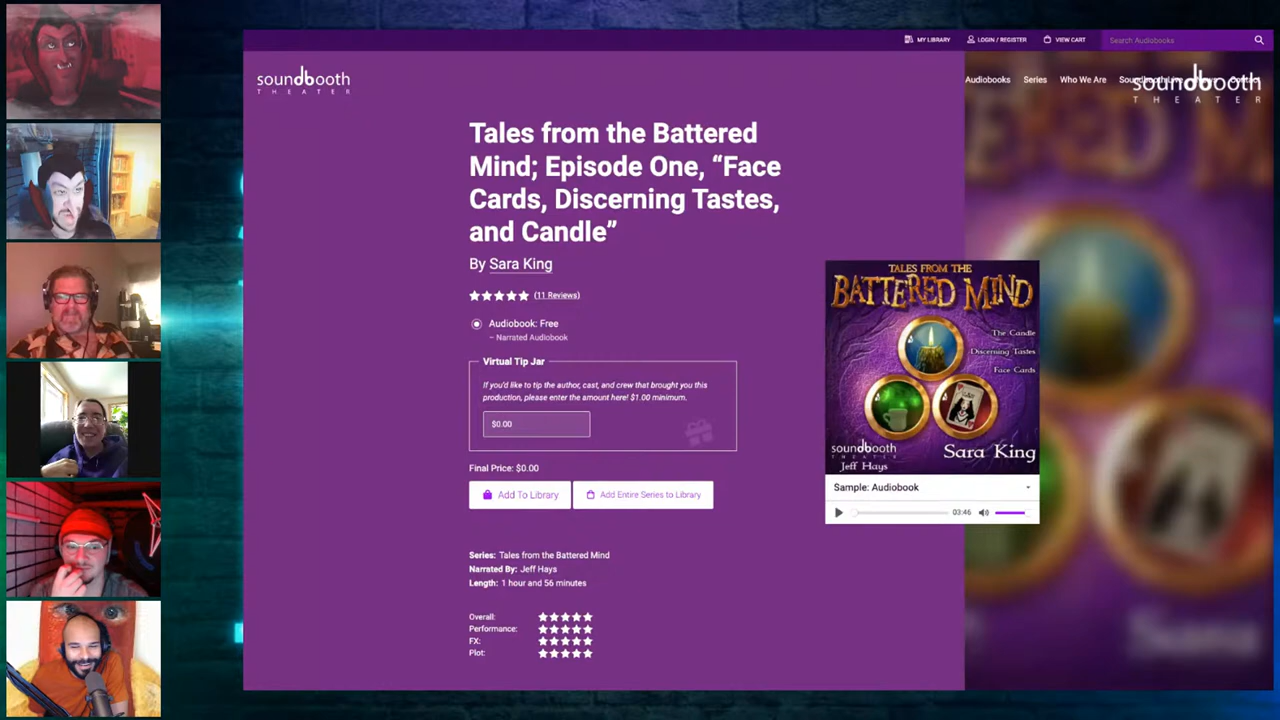 MY LIBRARY
LOGIN / REGISTER
VIEW CART
Search Audiobooks
soundbooth
THEATER
Audiobooks
Series
Who We Are
Soundbooth Live
soundbooth
THEATER
Tales from the Battered
Mind; Episode One, “Face
Cards, Discerning Tastes,
and Candle”
By Sara King
(11 Reviews)
Audiobook: Free
– Narrated Audiobook
Virtual Tip Jar
If you'd like to tip the author, cast, and crew that brought you this
production, please enter the amount here! $1.00 minimum.
$0.00
Final Price: $0.00
Add To Library
Add Entire Series to Library
TALES FROM THE
BATTERED MIND
The Candle
Discerning Tastes
Face Cards
soundbooth
THEATER
Jeff Hays
Sara King
Sample: Audiobook
03:46
Series: Tales from the Battered Mind
Narrated By: Jeff Hays
Length: 1 hour and 56 minutes
Overall:
Performance:
FX:
Plot: